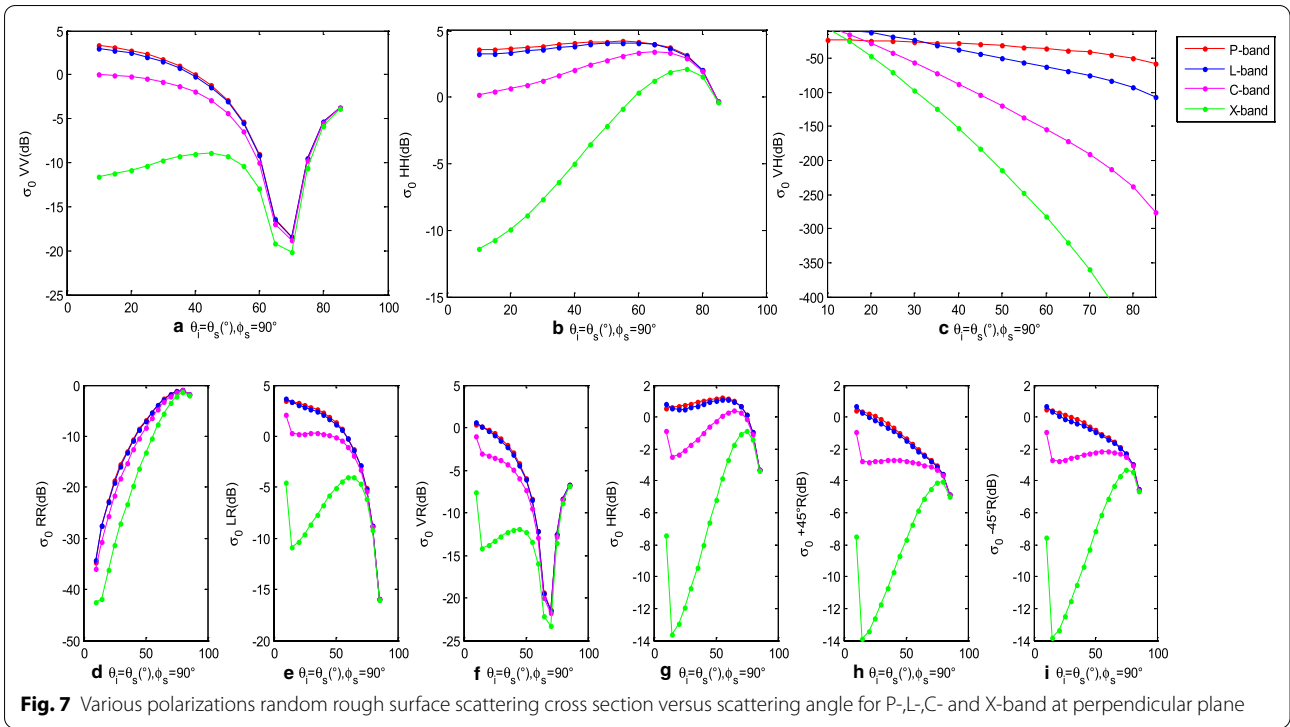 σ0 VV(dB)
5
0
-5
-10
-15
-20
-25
0 20 40 60 80 100
a θi=θs(°),ϕs=90°
σ0 HH(dB)
5
0
-5
-10
-15
0 20 40 60 80 100
b θi=θs(°),ϕs=90°
σ0 VH(dB)
-50
-100
-150
-200
-250
-300
-350
-400
10 20 30 40 50 60 70 80
c θi=θs(°),ϕs=90°
P-band
L-band
C-band
X-band
σ0 RR(dB)
0
-10
-20
-30
-40
-50
0 50 100
d θi=θs(°),ϕs=90°
σ0 LR(dB)
5
0
-5
-10
-15
-20
0 50 100
e θi=θs(°),ϕs=90°
σ0 VR(dB)
5
0
-5
-10
-15
-20
-25
0 50 100
f θi=θs(°),ϕs=90°
σ0 HR(dB)
2
0
-2
-4
-6
-8
-10
-12
-14
0 50 100
g θi=θs(°),ϕs=90°
σ0 +45°R(dB)
2
0
-2
-4
-6
-8
-10
-12
-14
0 50 100
h θi=θs(°),ϕs=90°
σ0 -45°R(dB)
2
0
-2
-4
-6
-8
-10
-12
-14
0 50 100
i θi=θs(°),ϕs=90°
Fig. 7 Various polarizations random rough surface scattering cross section versus scattering angle for P-,L-,C- and X-band at perpendicular plane